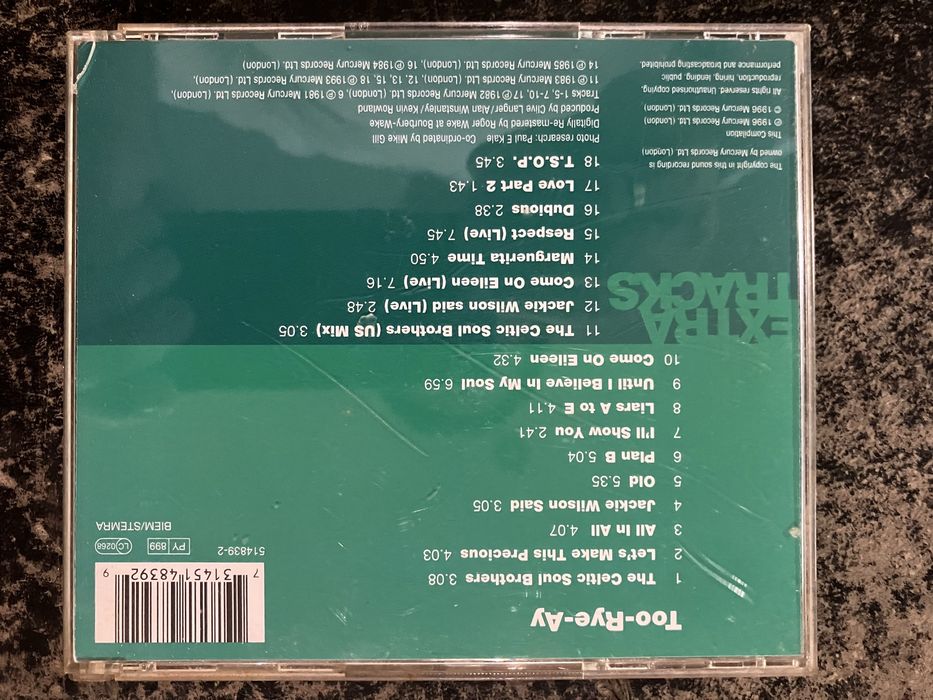 Too-Rye-Ay
1 The Celtic Soul Brothers 3.08
2 Let's Make This Precious 4.03
3 All In All 4.07
4 Jackie Wilson Said 3.05
5 Old 5.35
6 Plan B 5.04
7 I'll Show You 2.41
8 Liars A to E 4.11
9 Until I Believe In My Soul 6.59
10 Come On Eileen 4.32
7 31451 48392 9
514839-2
PY 899
LC 0268
BIEM/STEMRA
EXTRA
TRACKS
11 The Celtic Soul Brothers (US Mix) 3.05
12 Jackie Wilson said (Live) 2.48
13 Come On Eileen (Live) 7.16
14 Marguerita Time 4.50
15 Respect (Live) 7.45
16 Dubious 2.38
17 Love Part 2 1.43
18 T.S.O.P. 3.45
Photo research: Paul E Kale Co-ordinated by Mike Gill
Digitally Re-mastered by Roger Wake at Bourbery-Wake
Produced by Clive Langer/Alan Winstanley/ Kevin Rowland
Tracks 1-5, 7-10, 17 ℗ 1982 Mercury Records Ltd. (London), 6 ℗ 1981 Mercury Records Ltd. (London),
11 ℗ 1983 Mercury Records Ltd. (London), 12, 13, 15, 18 ℗ 1993 Mercury Records Ltd. (London),
14 ℗ 1985 Mercury Records Ltd. (London), 16 ℗ 1984 Mercury Records Ltd. (London)
The copyright in this sound recording is
owned by Mercury Records Ltd. (London)
This Compilation
℗ 1996 Mercury Records Ltd. (London)
© 1996 Mercury Records Ltd. (London)
All rights reserved. Unauthorised copying,
reproduction, hiring, lending, public
performance and broadcasting prohibited.